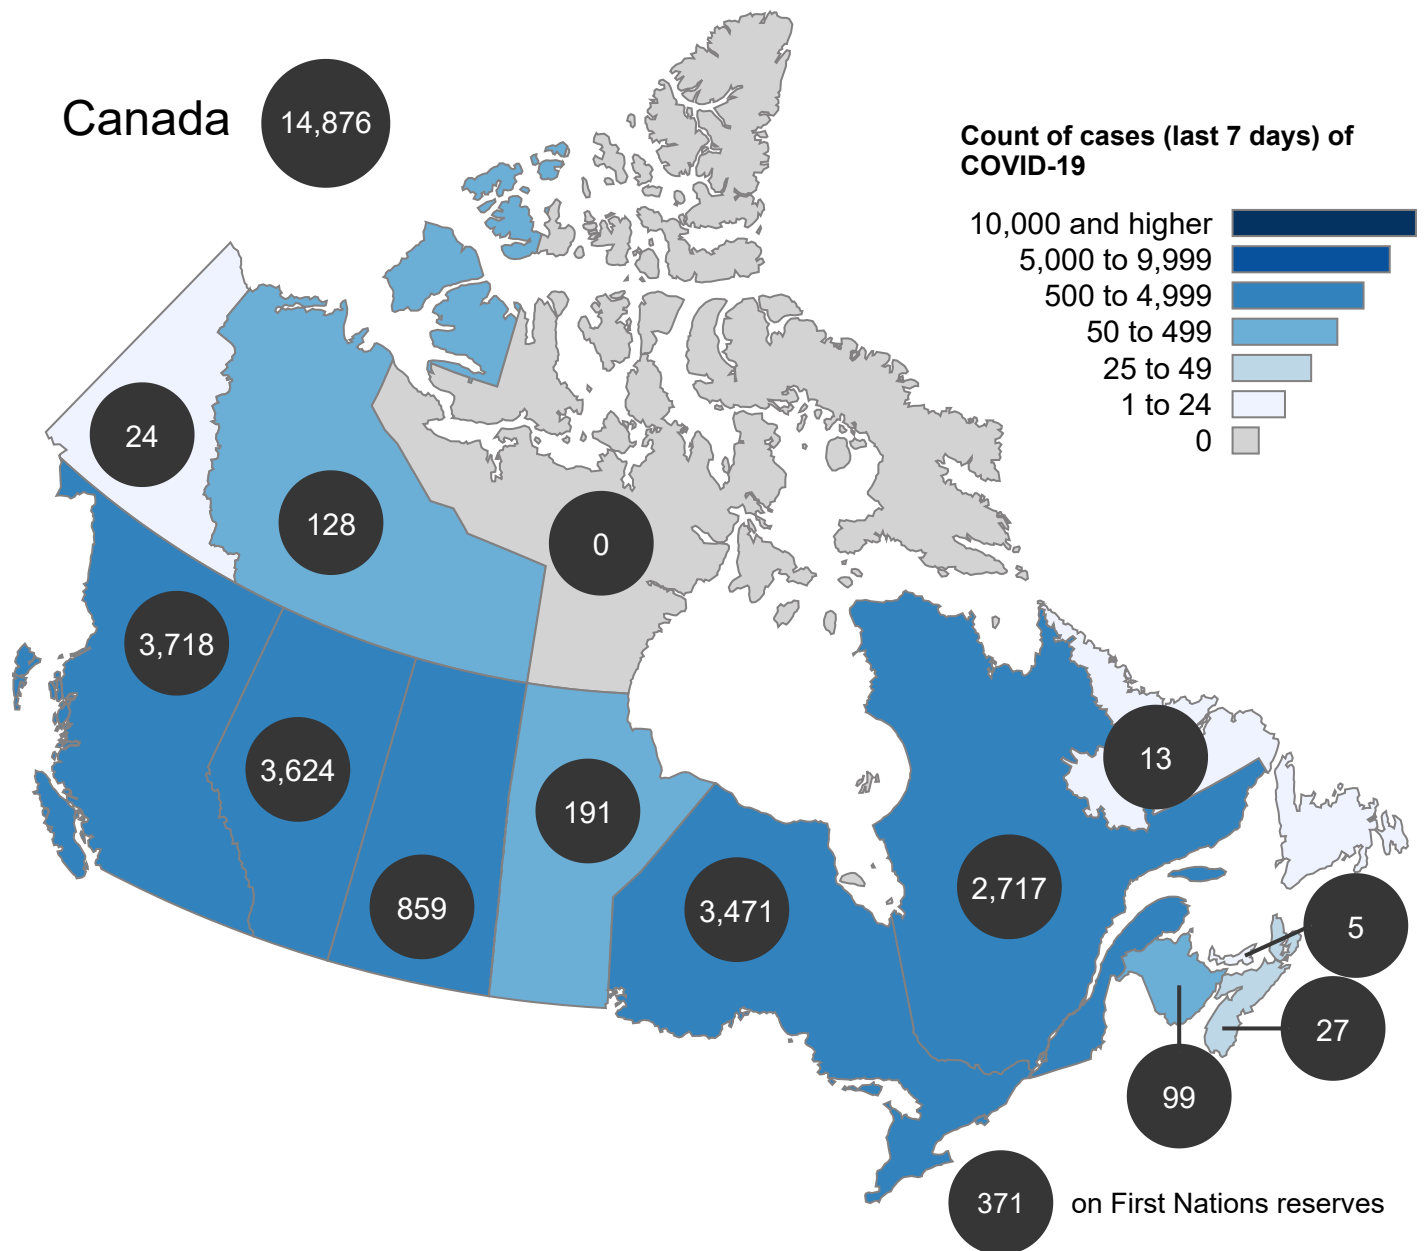 Canada
14,876
Count of cases (last 7 days) of
COVID-19
10,000 and higher
5,000 to 9,999
500 to 4,999
50 to 499
25 to 49
1 to 24
0
24
128
0
3,718
3,624
859
191
3,471
2,717
13
5
27
99
371 on First Nations reserves